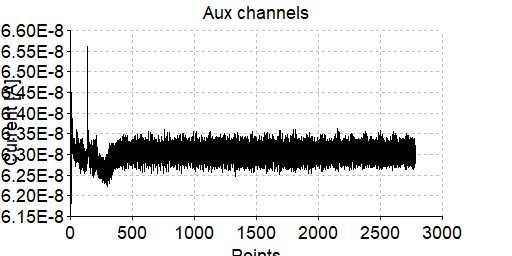 Aux channels
6.60E-8
6.55E-8
6.50E-8
6.45E-8
6.40E-8
6.35E-8
6.30E-8
6.25E-8
6.20E-8
6.15E-8
Current [A]
0 500 1000 1500 2000 2500 3000
Points